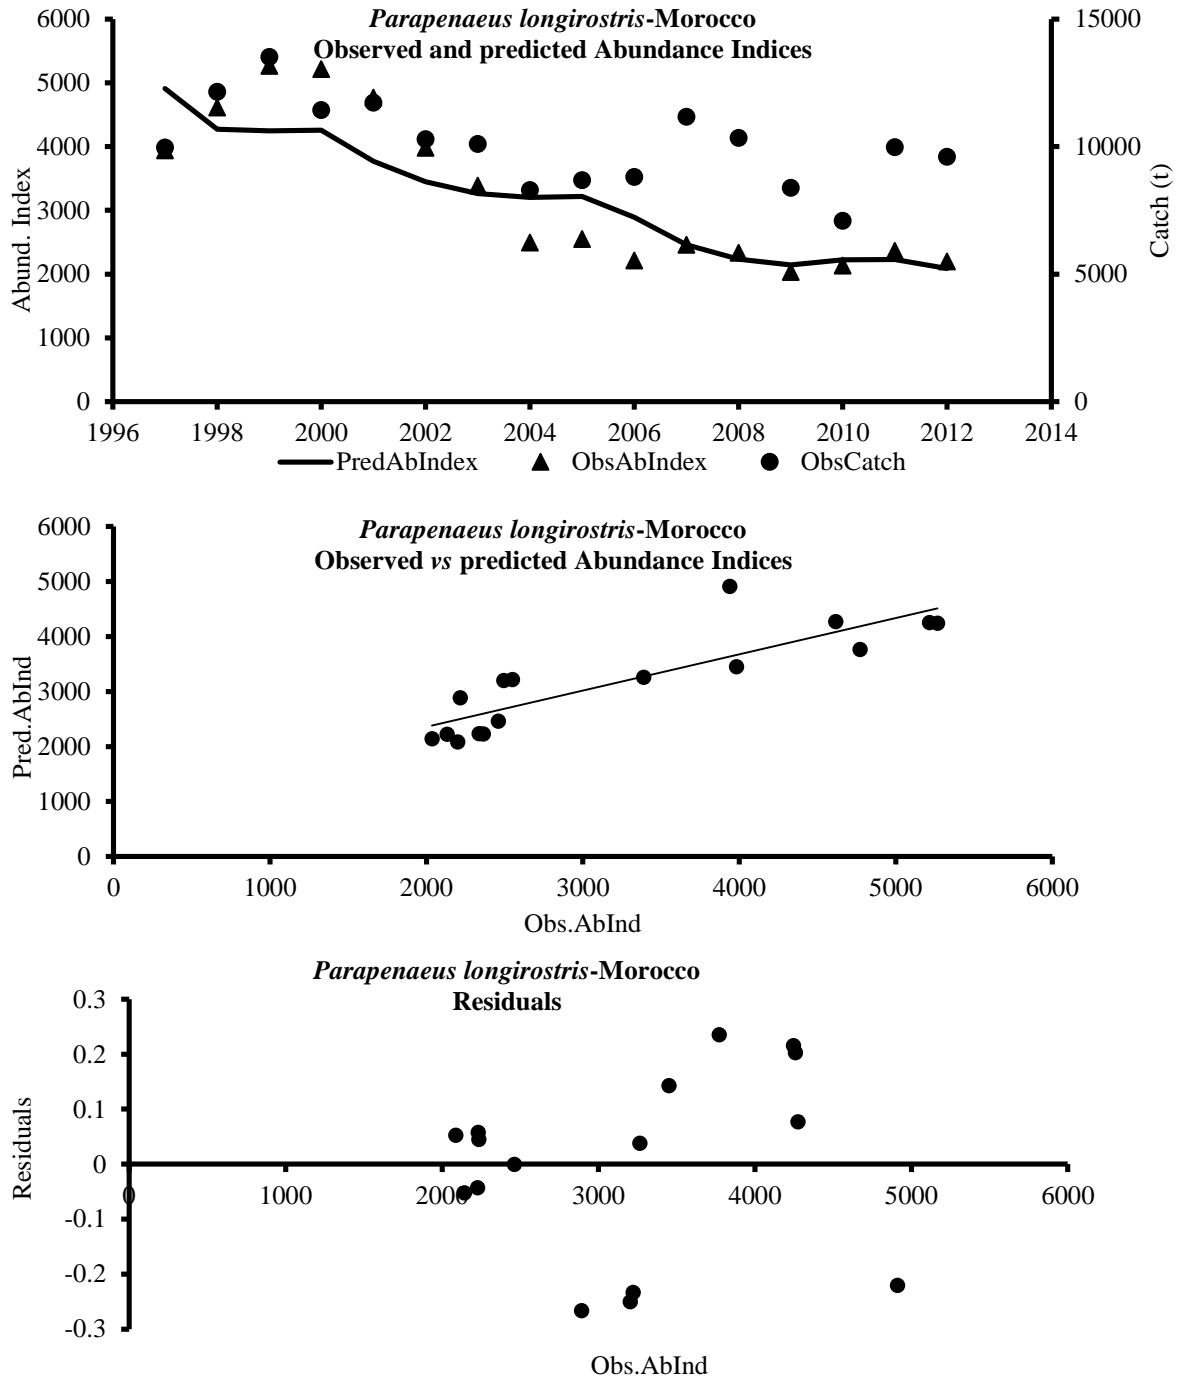 Parapenaeus longirostris-Morocco
Observed and predicted Abundance Indices
6000
5000
4000
3000
2000
1000
0
Abund. Index
15000
10000
5000
0
Catch (t)
1996 1998 2000 2002 2004 2006 2008 2010 2012 2014
PredAbIndex ObsAbIndex ObsCatch
Parapenaeus longirostris-Morocco
Observed vs predicted Abundance Indices
6000
5000
4000
3000
2000
1000
0
Pred.AbInd
0 1000 2000 3000 4000 5000 6000
Obs.AbInd
Parapenaeus longirostris-Morocco
Residuals
0.3
0.2
0.1
0
-0.1
-0.2
-0.3
Residuals
0 1000 2000 3000 4000 5000 6000
Obs.AbInd